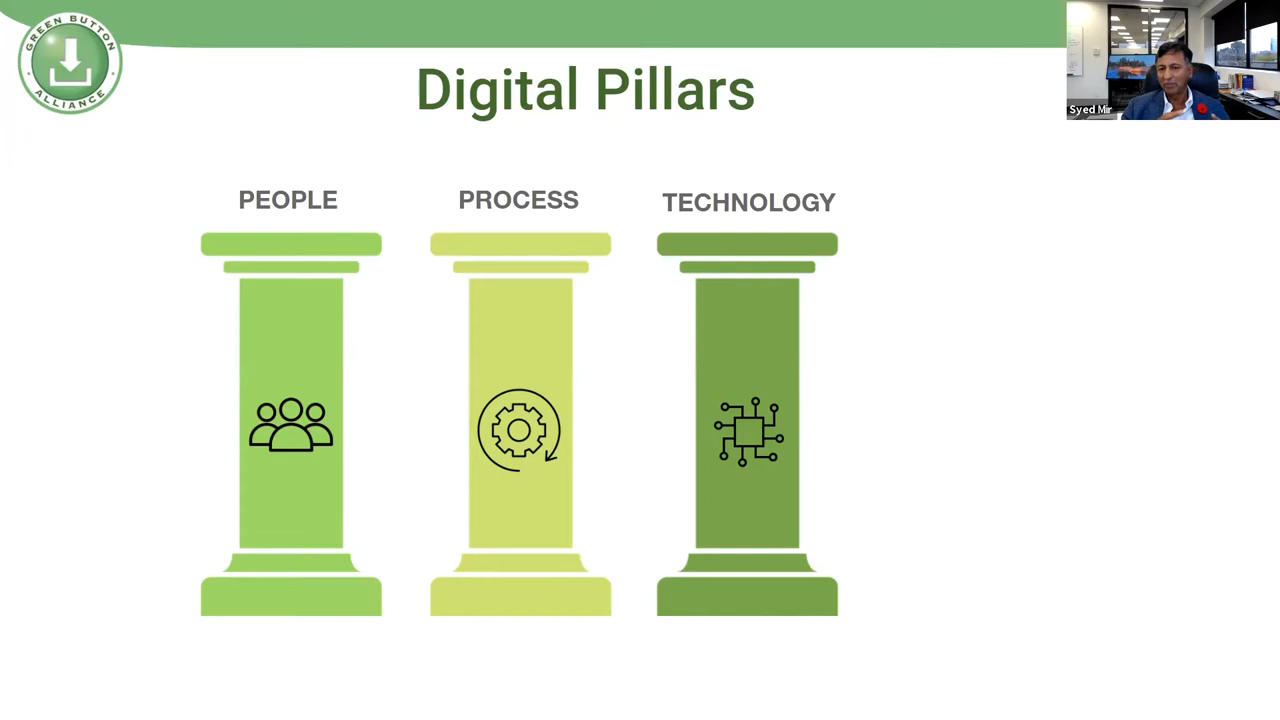 GREEN BUTTON
ALLIANCE
Digital Pillars
Syed Mir
PEOPLE
PROCESS
TECHNOLOGY